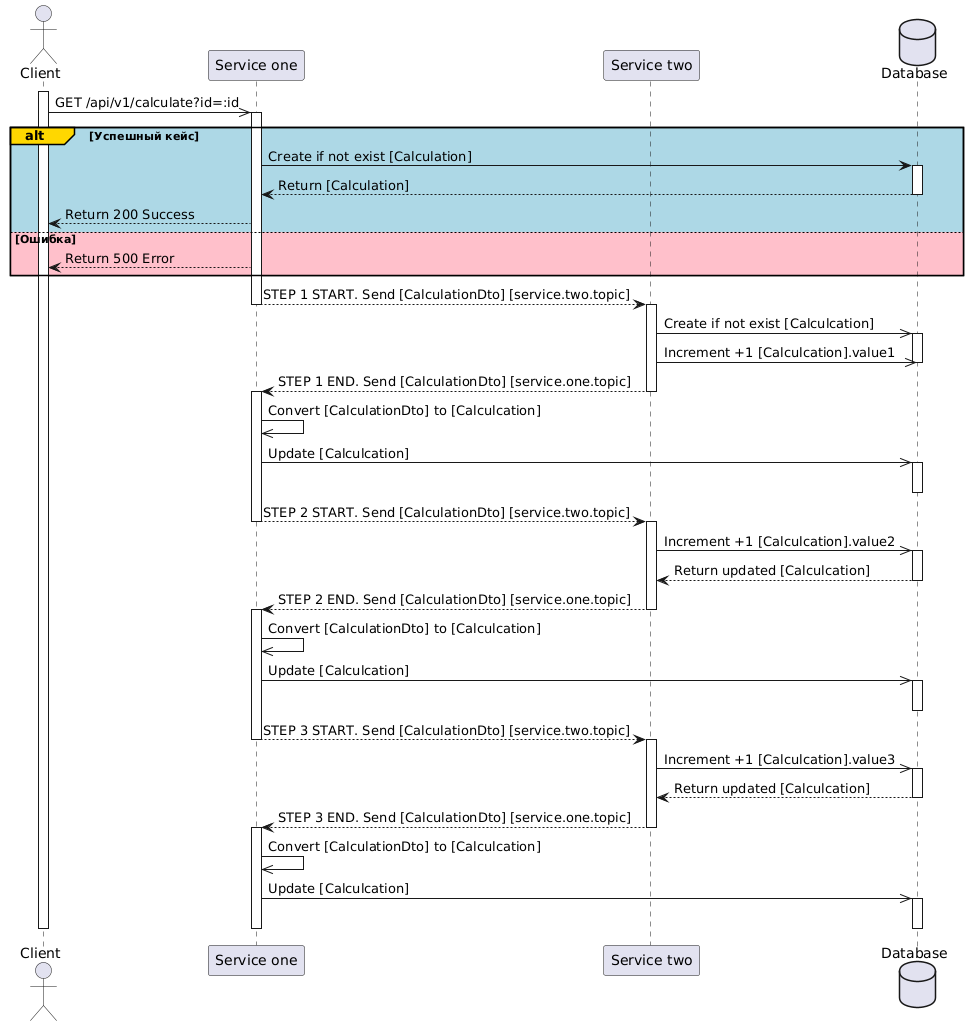 Client
Service one
Service two
Database
GET /api/v1/calculate?id=:id
alt
[Успешный кейс]
Create if not exist [Calculation]
Return [Calculation]
Return 200 Success
[Ошибка]
Return 500 Error
STEP 1 START. Send [CalculationDto] [service.two.topic]
Create if not exist [Calculcation]
Increment +1 [Calculcation].value1
STEP 1 END. Send [CalculationDto] [service.one.topic]
Convert [CalculationDto] to [Calculcation]
Update [Calculcation]
STEP 2 START. Send [CalculationDto] [service.two.topic]
Increment +1 [Calculcation].value2
Return updated [Calculcation]
STEP 2 END. Send [CalculationDto] [service.one.topic]
Convert [CalculationDto] to [Calculcation]
Update [Calculcation]
STEP 3 START. Send [CalculationDto] [service.two.topic]
Increment +1 [Calculcation].value3
Return updated [Calculcation]
STEP 3 END. Send [CalculationDto] [service.one.topic]
Convert [CalculationDto] to [Calculcation]
Update [Calculcation]
Client
Service one
Service two
Database